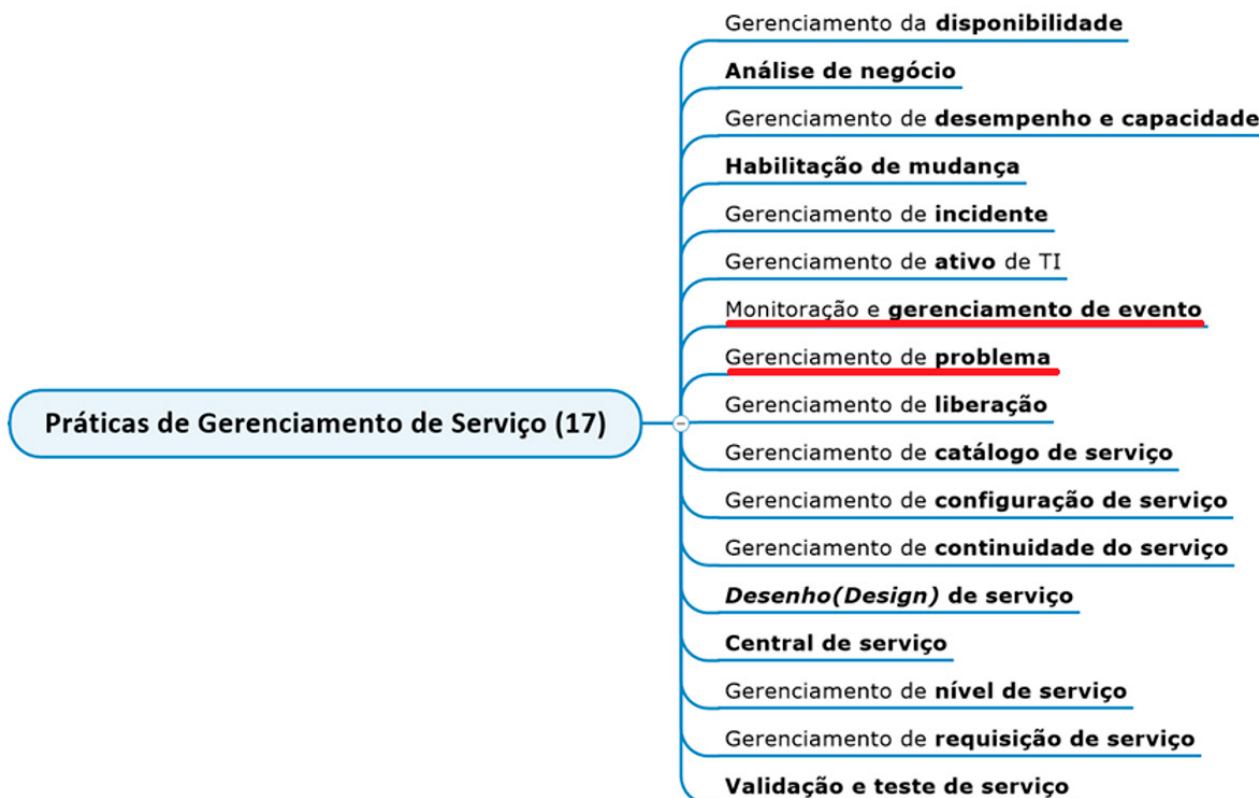 Gerenciamento da disponibilidade
Análise de negócio
Gerenciamento de desempenho e capacidade
Habilitação de mudança
Gerenciamento de incidente
Gerenciamento de ativo de TI
Monitoração e gerenciamento de evento
Gerenciamento de problema
Práticas de Gerenciamento de Serviço (17)
Gerenciamento de liberação
Gerenciamento de catálogo de serviço
Gerenciamento de configuração de serviço
Gerenciamento de continuidade do serviço
Desenho(Design) de serviço
Central de serviço
Gerenciamento de nível de serviço
Gerenciamento de requisição de serviço
Validação e teste de serviço